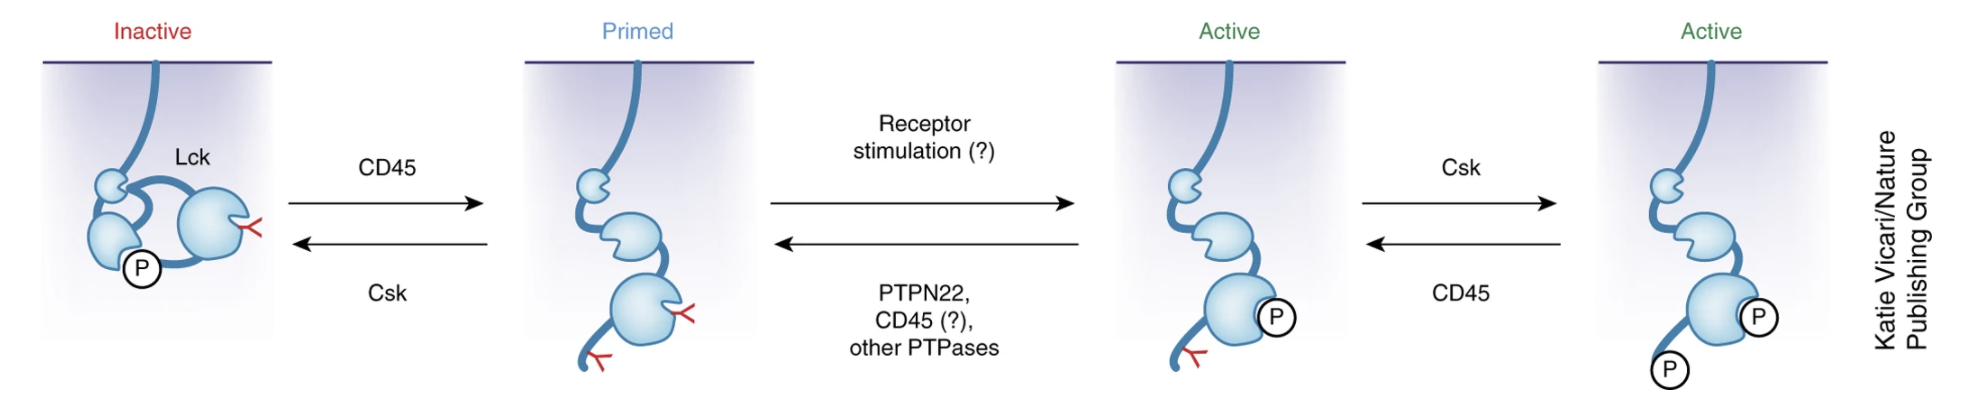 Inactive
Primed
Active
Active
Lck
P
CD45
Csk
Receptor
stimulation (?)
PTPN22,
CD45 (?),
other PTPases
P
Csk
CD45
P
P
Katie Vicari/Nature
Publishing Group